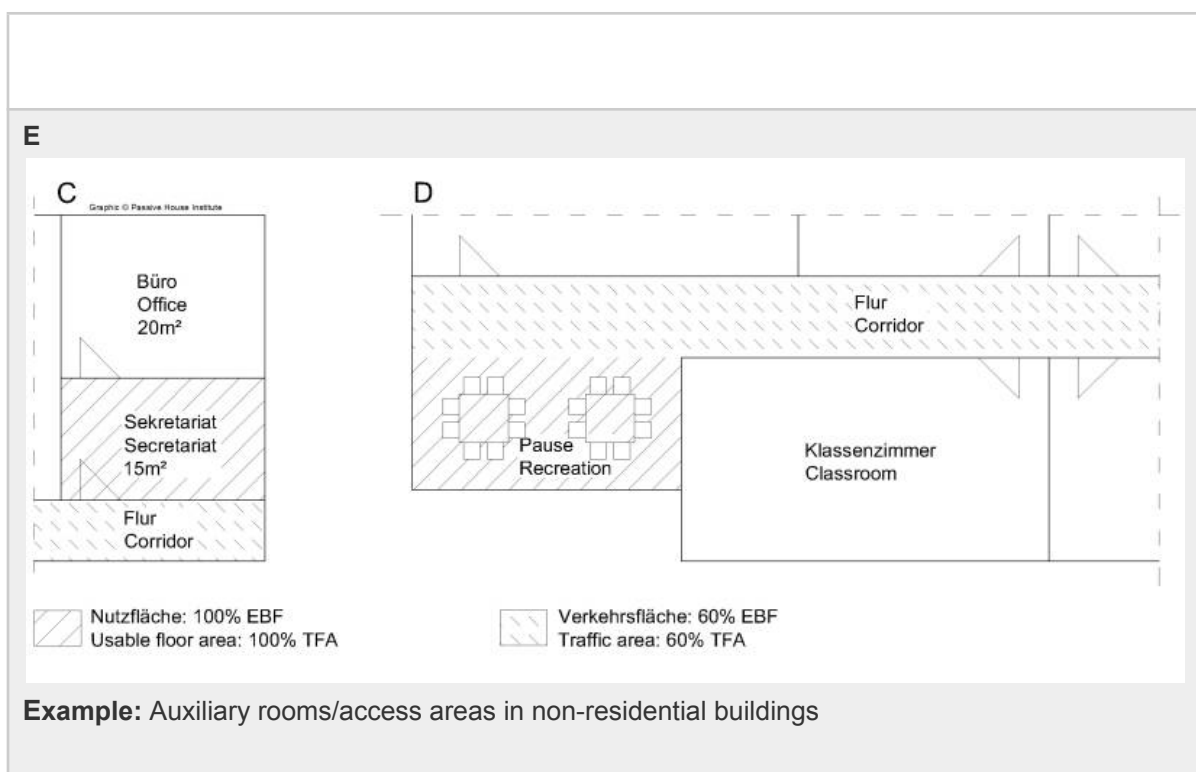 E
C
Graphic © Passive House Institute
D
Büro
Office
20m²
Sekretariat
Secretariat
15m²
Flur
Corridor
Flur
Corridor
Pause
Recreation
Klassenzimmer
Classroom
Nutzfläche: 100% EBF
Usable floor area: 100% TFA
Verkehrsfläche: 60% EBF
Traffic area: 60% TFA
Example: Auxiliary rooms/access areas in non-residential buildings